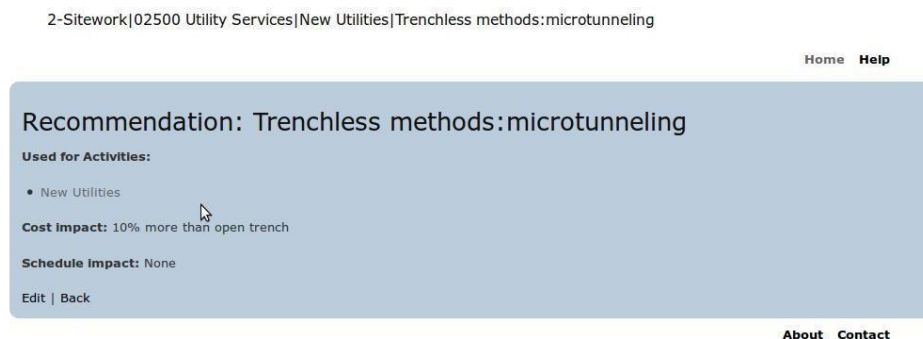 2-Sitework|02500 Utility Services|New Utilities|Trenchless methods:microtunneling
Home Help
Recommendation: Trenchless methods:microtunneling
Used for Activities:
• New Utilities
Cost impact: 10% more than open trench
Schedule impact: None
Edit | Back
About Contact